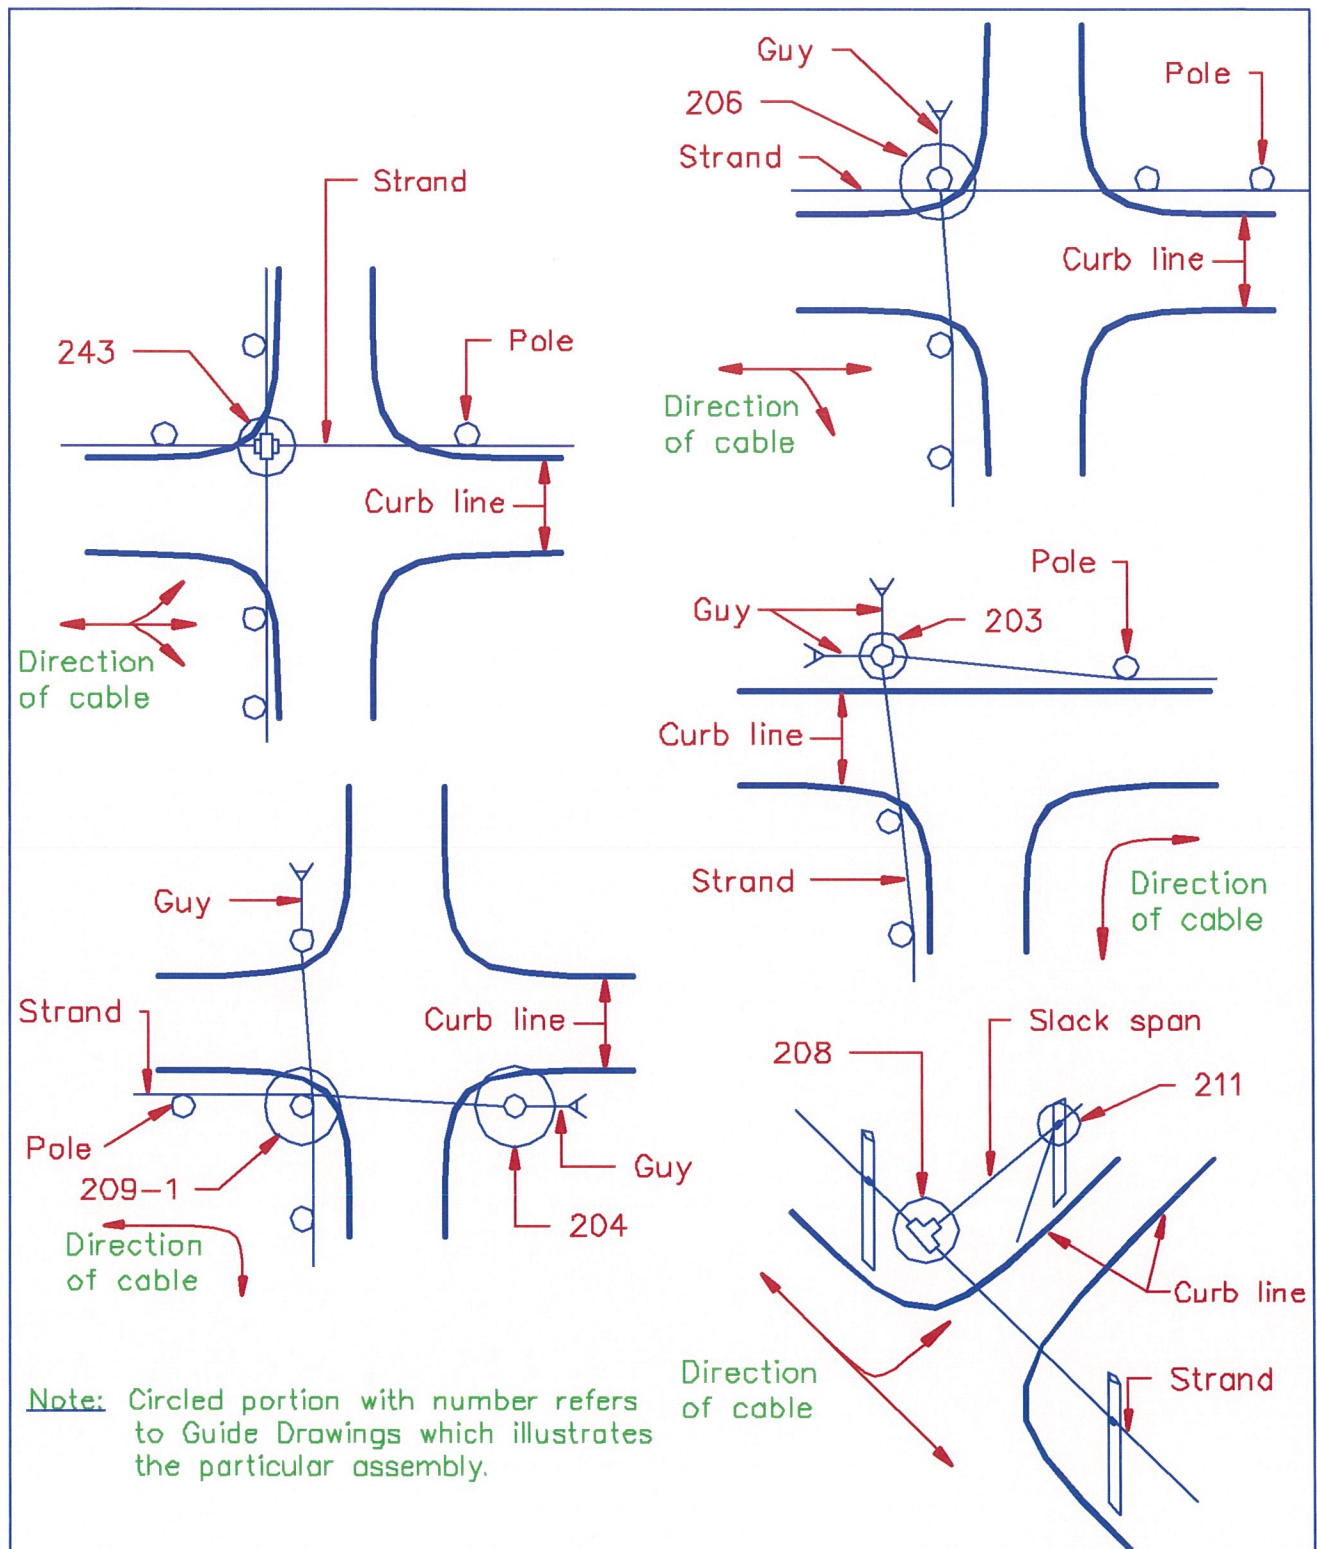 Strand
243
Pole
Curb line
Direction
of cable
Guy
206
Strand
Pole
Curb line
Direction
of cable
Pole
Guy
203
Curb line
Strand
Direction
of cable
Guy
Strand
Curb line
Pole
209-1
Guy
204
Direction
of cable
Slack span
208
211
Curb line
Direction
of cable
Strand
Note: Circled portion with number refers
to Guide Drawings which illustrates
the particular assembly.